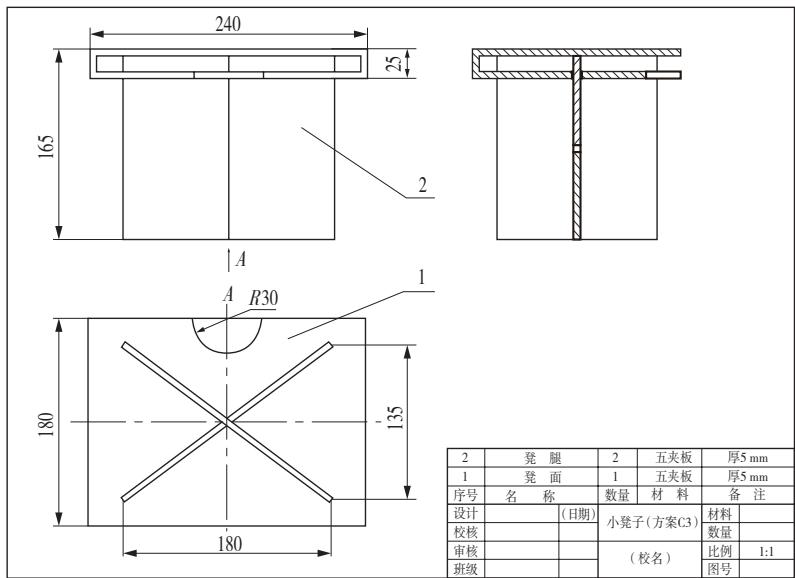 240
25
165
2
A
A
R30
1
180
135
180
2 凳 腿 2 五夹板 厚5 mm
1 凳 面 1 五夹板 厚5 mm
序号 名 称 数量 材 料 备 注
设计 (日期) 小凳子(方案C3) 材料
校核 数量
审核 (校名) 比例 1:1
班级 图号